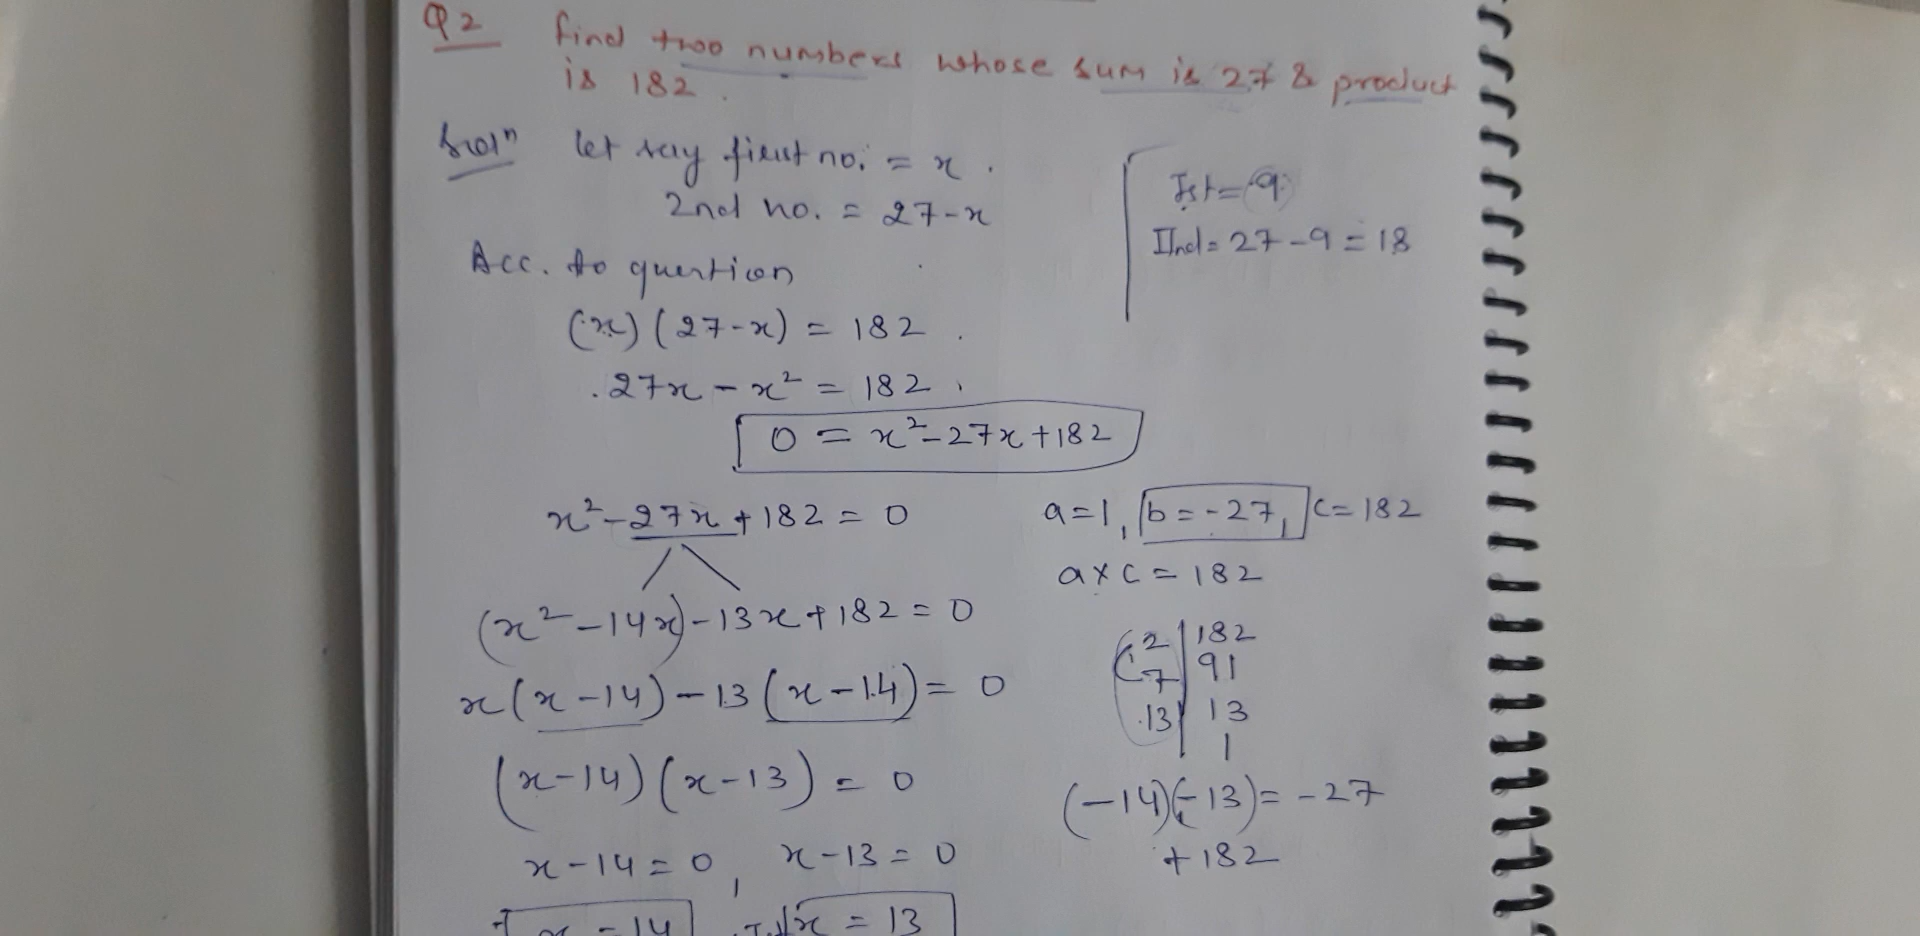 Q2 find two numbers whose sum is 27 & product
is 182.
Solⁿ let say first no. = x.
2nd no. = 27-x
Ist = 9
IInd = 27-9 = 18
Acc. to question
(x) (27-x) = 182.
27x - x² = 182.
0 = x²-27x+182
x²-27x+182 = 0
a=1, b=-27, c=182
a×c = 182
(x²-14x)-13x+182=0
2 | 182
7 | 91
13 | 13
1
x(x-14)-13(x-14)=0
(x-14)(x-13)=0
(-14)(-13)=-27
+182
x-14=0, x-13=0
x = 14 x = 13